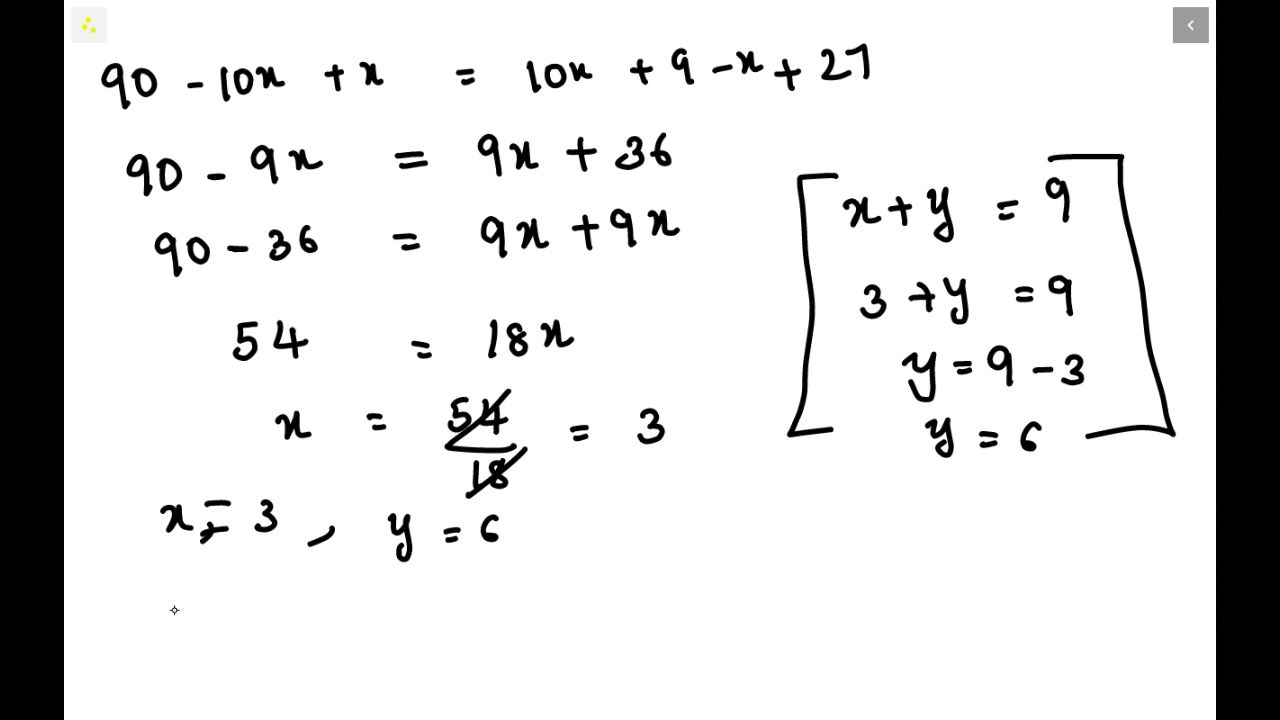 90 - 10x + x = 10x + 9 - x + 27
90 - 9x = 9x + 36
90 - 36 = 9x + 9x
54 = 18x
x = 54/18 = 3
x = 3 , y = 6
x + y = 9
3 + y = 9
y = 9 - 3
y = 6